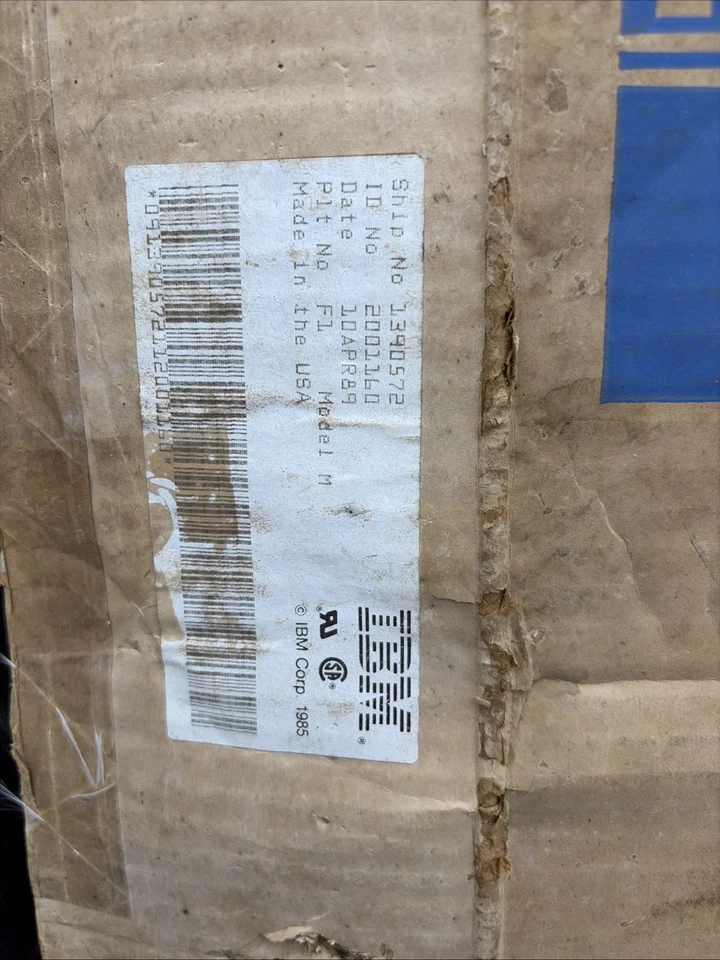 Ship No 1390572
ID No 2001160
Date 10APR89
Plt No F1 Model M
Made in the USA
IBM ®
© IBM Corp. 1985